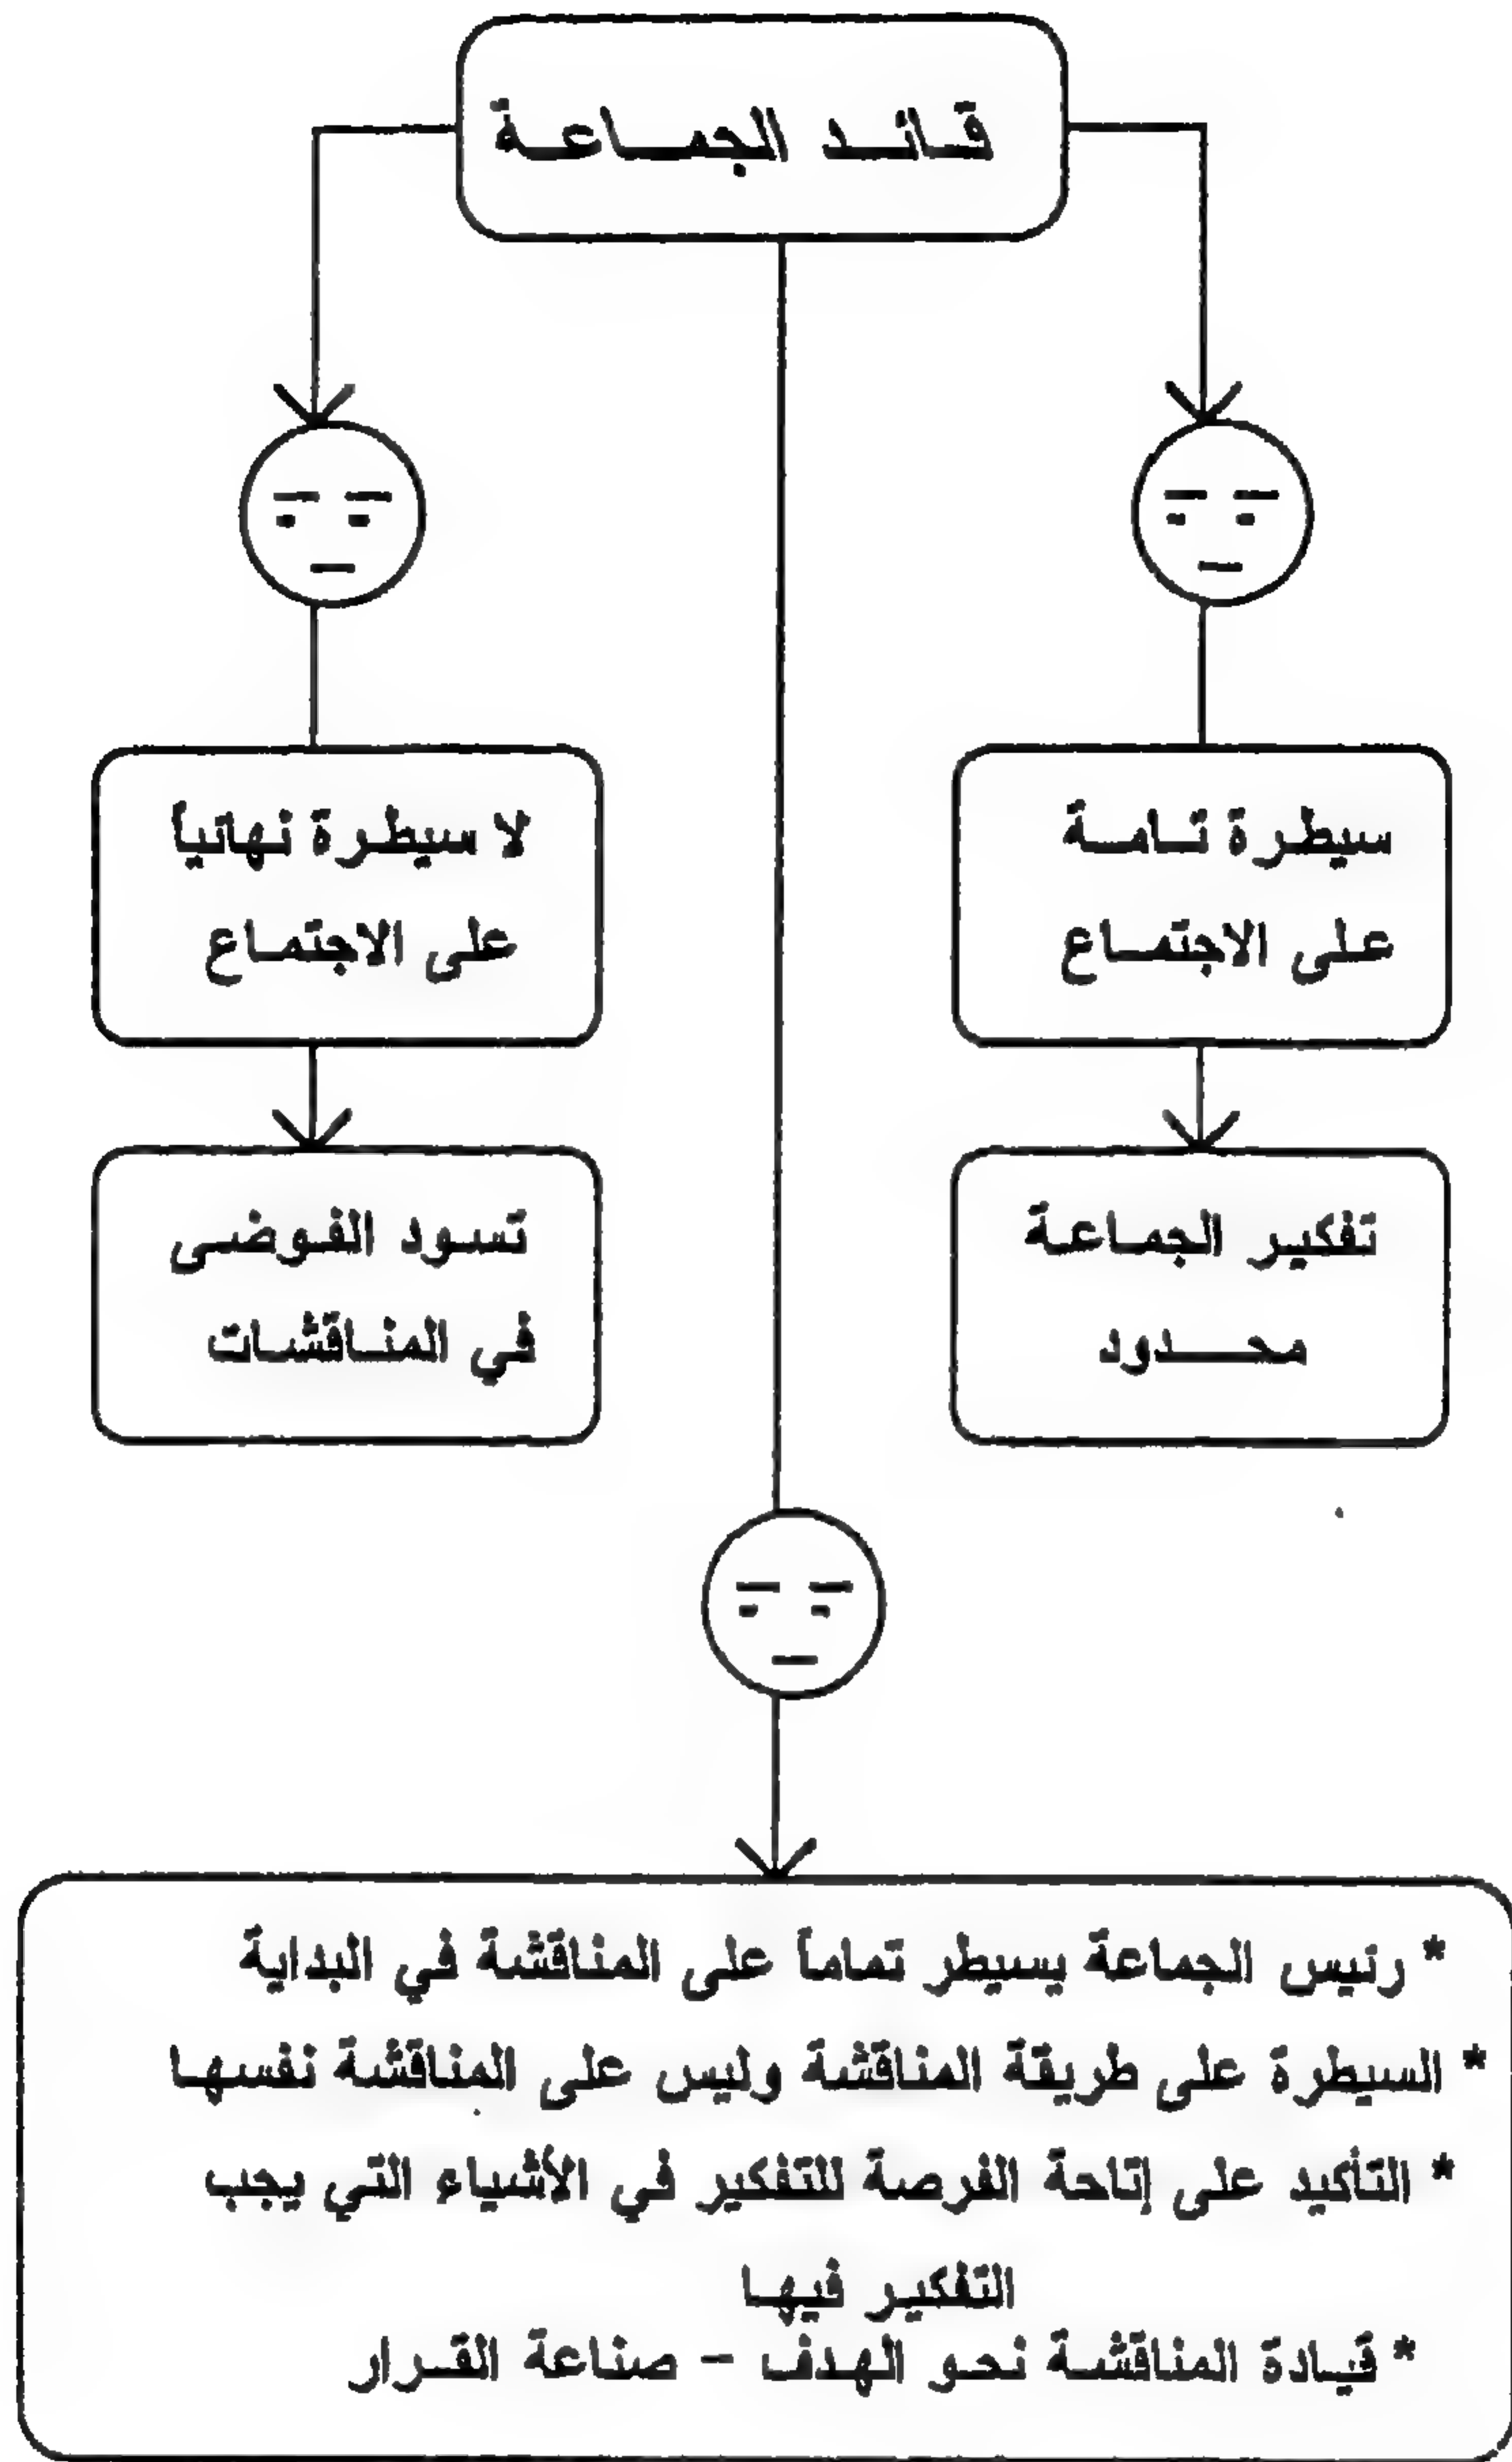 قائد الجماعة
سيطرة تامة
على الاجتماع
لا سيطرة نهائياً
على الاجتماع
تفكير الجماعة
محدود
تسود الفوضى
في المناقشات
* رئيس الجماعة يسيطر تماماً على المناقشة في البداية
* السيطرة على طريقة المناقشة وليس على المناقشة نفسها
* التأكيد على إتاحة الفرصة للتفكير في الأشياء التي يجب
التفكير فيها
* قيادة المناقشة نحو الهدف - صناعة القرار